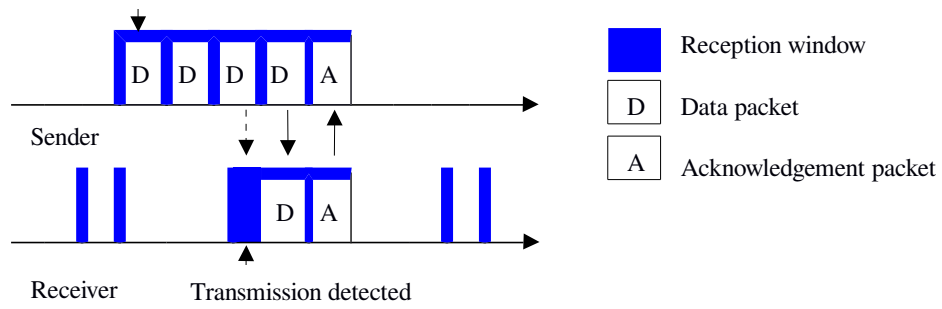 D D D D A
Sender
D A
Receiver
Transmission detected
Reception window
D Data packet
A Acknowledgement packet